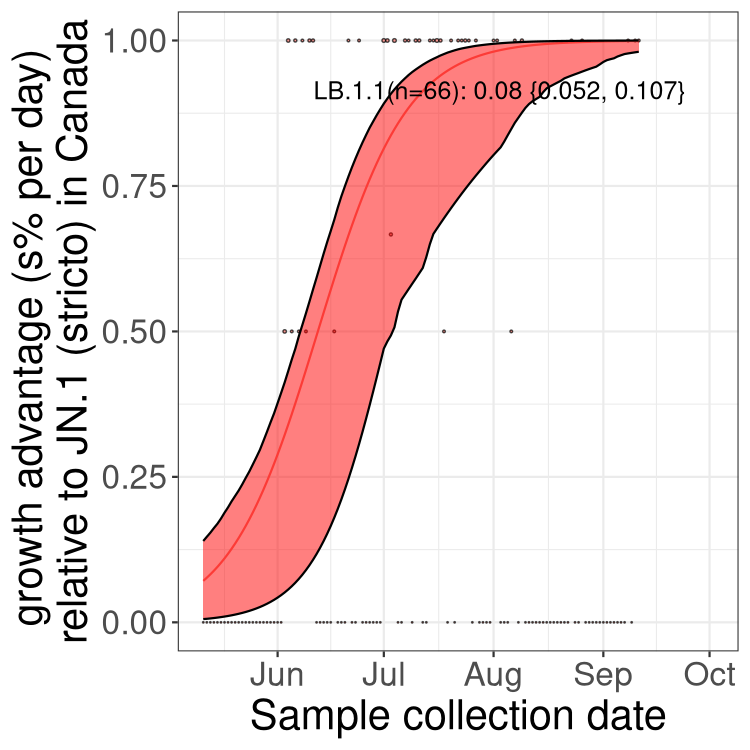 growth advantage (s% per day)
relative to JN.1 (stricto) in Canada
1.00
0.75
0.50
0.25
0.00
LB.1.1(n=66): 0.08 {0.052, 0.107}
Jun Jul Aug Sep Oct
Sample collection date